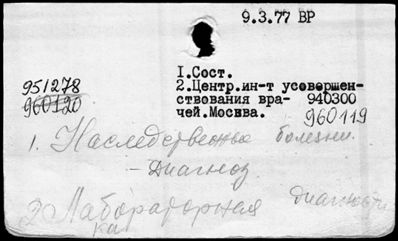 9.3.77 ВР
1.Сост.
2.Центр.ин-т усовершен-
ствования вра-
чей.Москва.
940300
951278
960120
960119
1. Наследственные болезни.
- Диагноз
2. Лабораторная диагности
ка